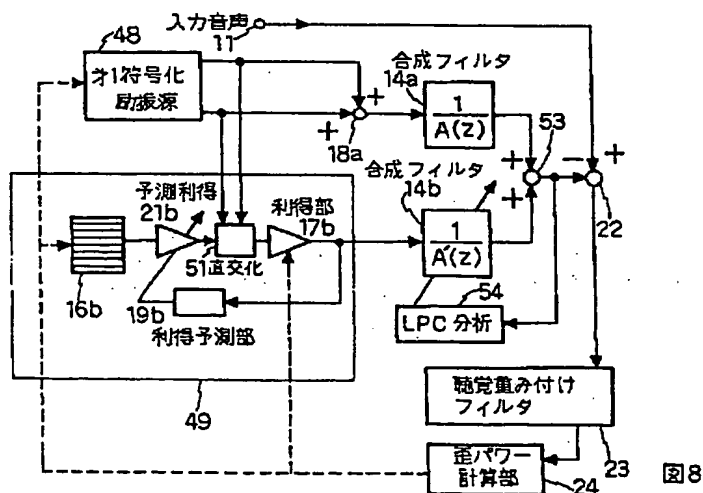 入力音声
11
48
才1符号化
励振源
合成フィルタ
14a
1
A(Z)
+
+
18a
+
53
-
+
22
合成フィルタ
14b
+
1
A'(Z)
予測利得
21b
利得部
17b
51直交化
16b
19b
利得予測部
54
LPC 分析
49
聴覚重み付け
フィルタ
23
歪パワー
計算部
24
図8